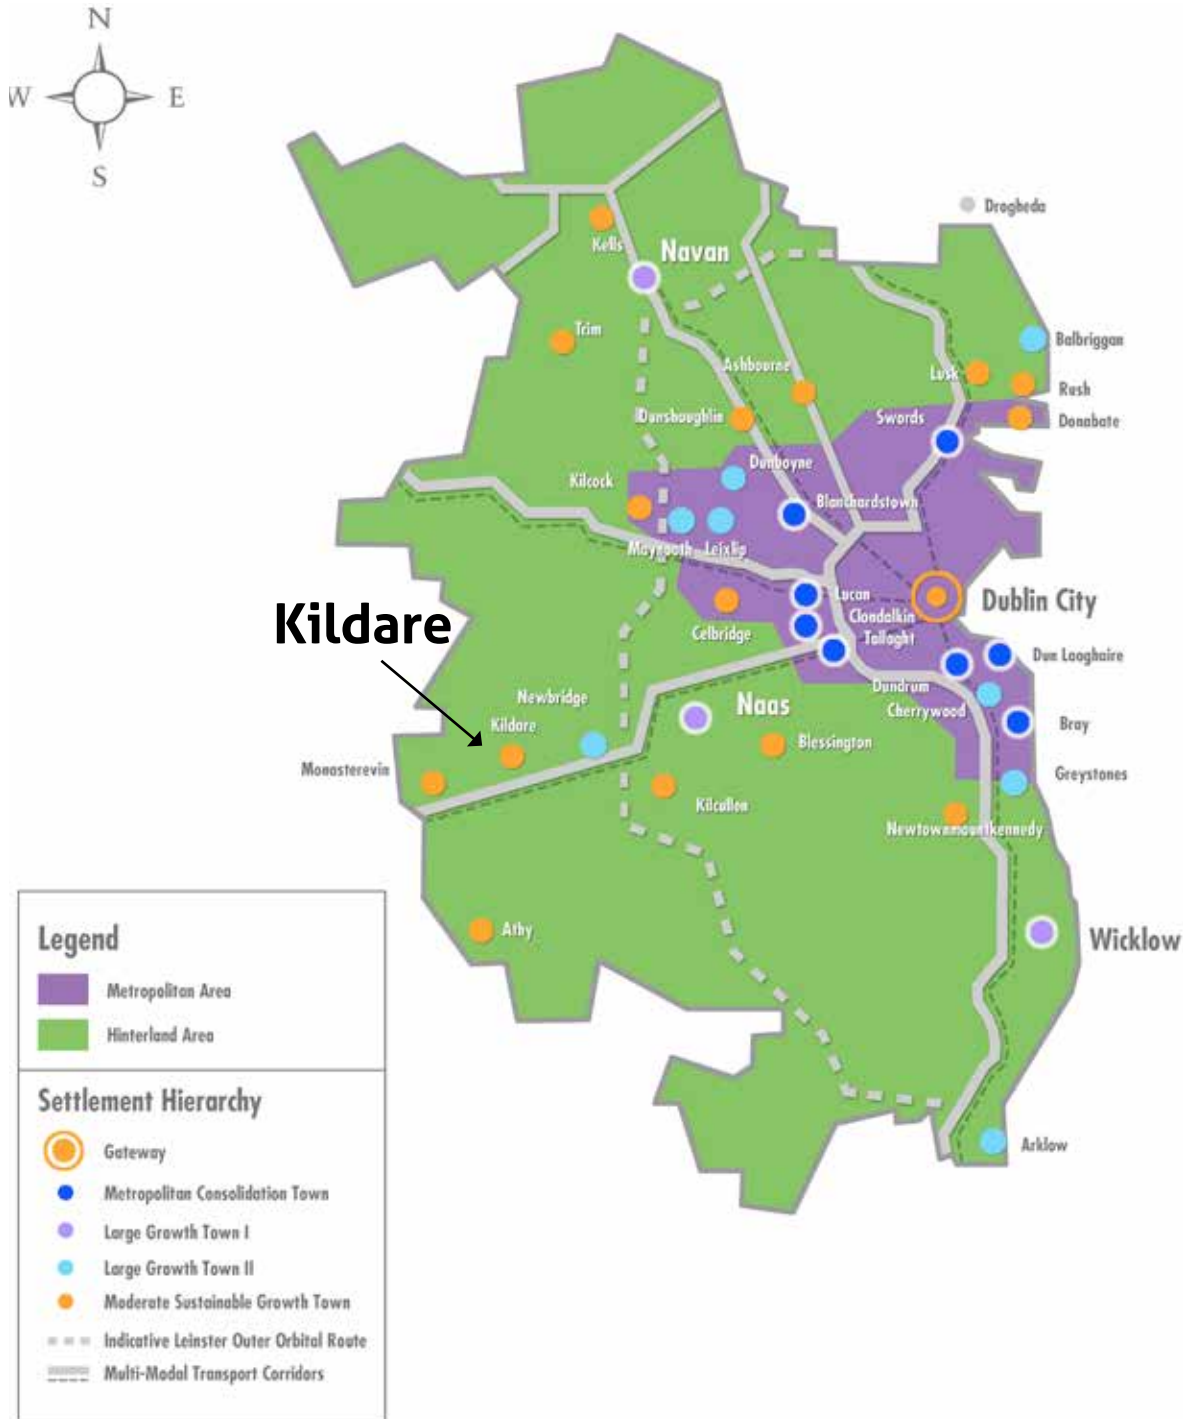 N
W
E
S
Drogheda
Kells
Navan
Trim
Balbriggan
Ashbourne
Lusk
Rush
Dunshaughlin
Swords
Donabate
Dunboyne
Kilcock
Blanchardstown
Maynooth
Leixlip
Lucan
Dublin City
Clondalkin
Kildare
Celbridge
Tallaght
Dun Laoghaire
Dundrum
Newbridge
Naas
Cherrywood
Kildare
Bray
Blessington
Monasterevin
Greystones
Kilcullen
Newtownmountkennedy
Athy
Wicklow
Arklow
Legend
Metropolitan Area
Hinterland Area
Settlement Hierarchy
Gateway
Metropolitan Consolidation Town
Large Growth Town I
Large Growth Town II
Moderate Sustainable Growth Town
Indicative Leinster Outer Orbital Route
Multi-Modal Transport Corridors